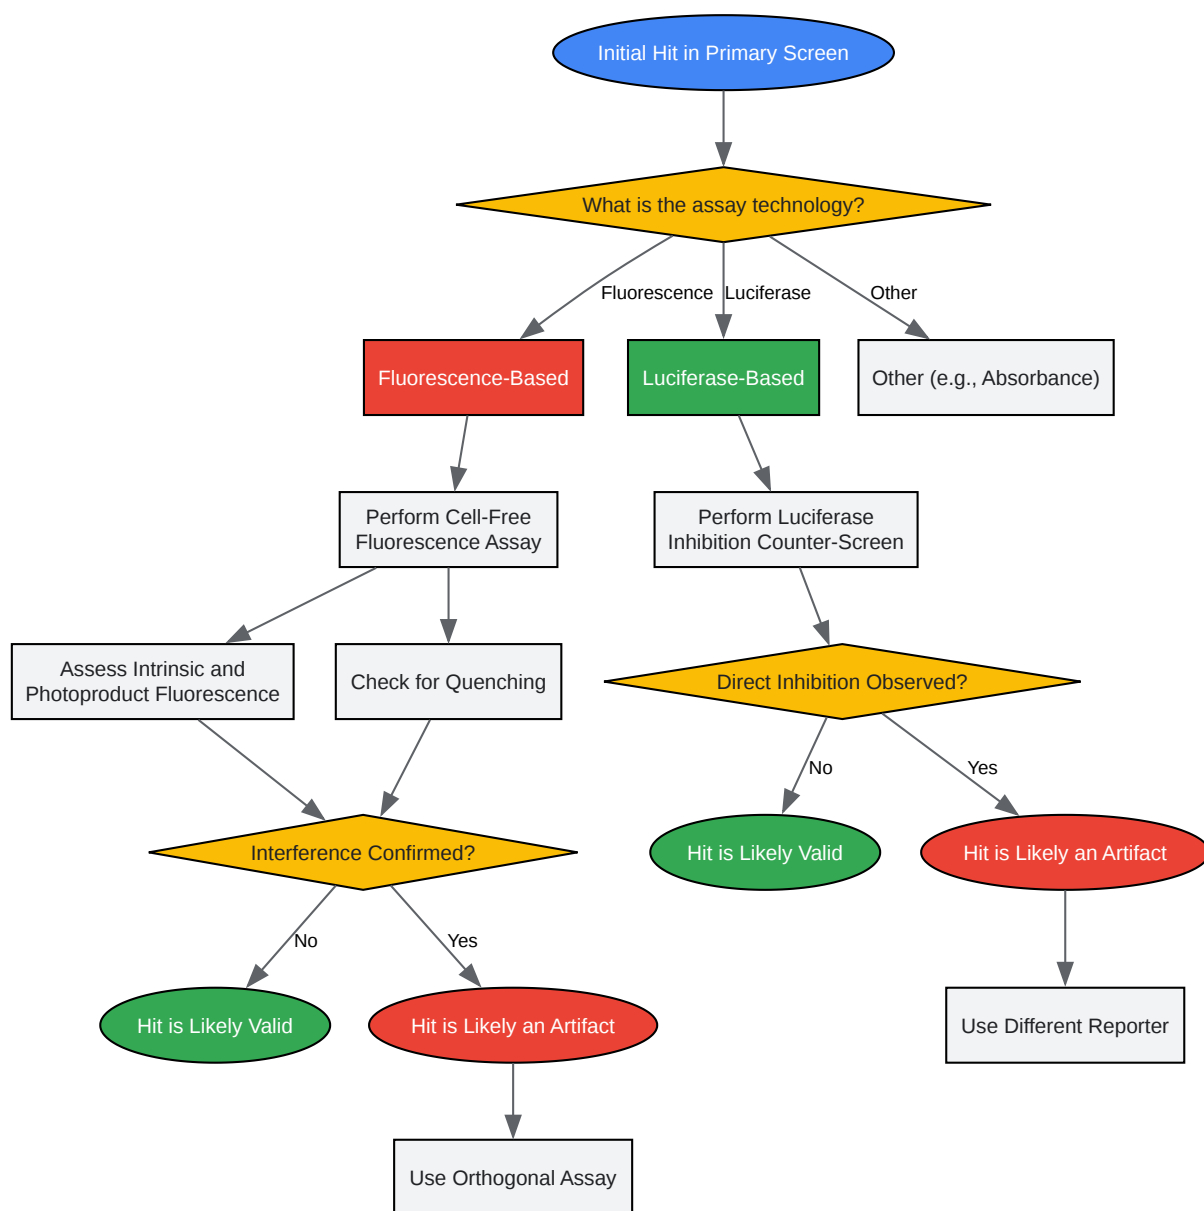 Initial Hit in Primary Screen
What is the assay technology?
Fluorescence
Luciferase
Other
Fluorescence-Based
Luciferase-Based
Other (e.g., Absorbance)
Perform Cell-Free
Fluorescence Assay
Perform Luciferase
Inhibition Counter-Screen
Assess Intrinsic and
Photoproduct Fluorescence
Check for Quenching
Direct Inhibition Observed?
No
Yes
Interference Confirmed?
Hit is Likely Valid
Hit is Likely an Artifact
No
Yes
Hit is Likely Valid
Hit is Likely an Artifact
Use Different Reporter
Use Orthogonal Assay